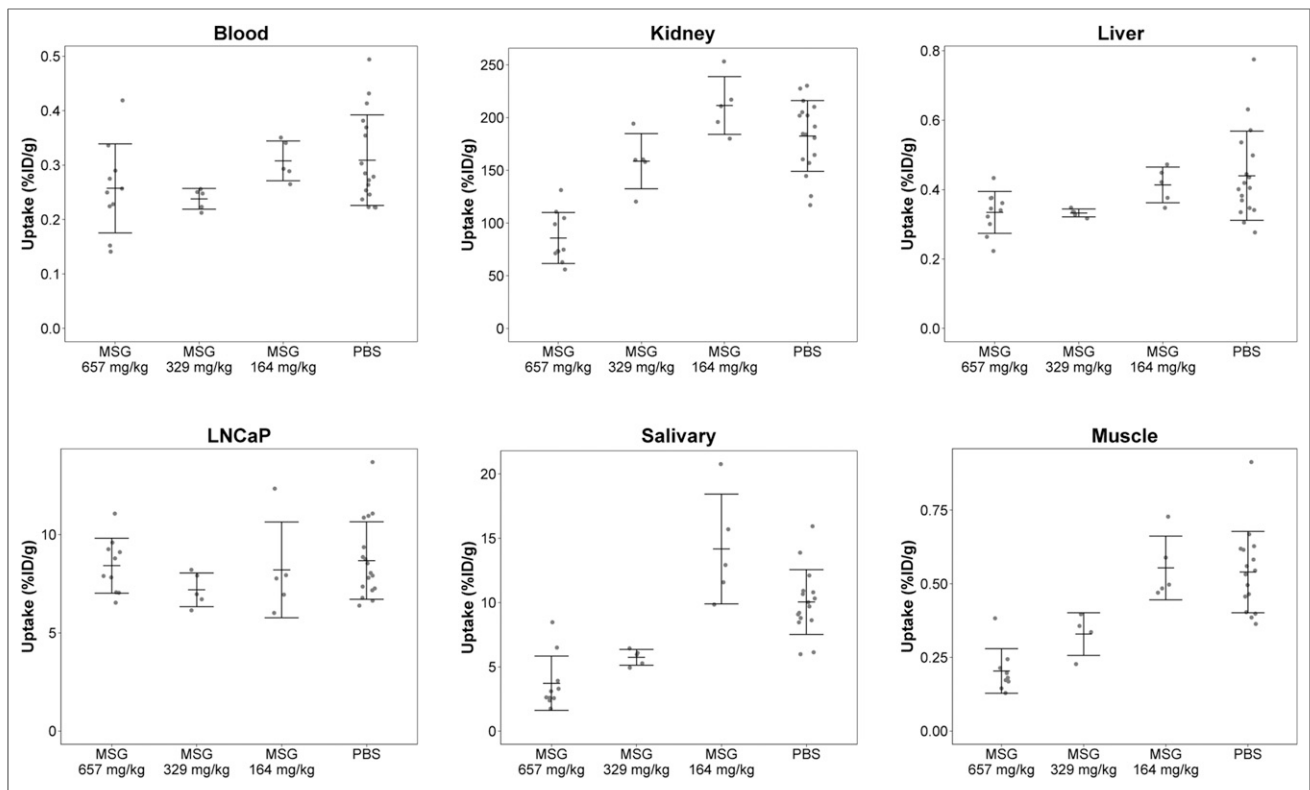 Blood
Uptake (%ID/g)
0.5
0.4
0.3
0.2
0.1
0.0
MSG
657 mg/kg
MSG
329 mg/kg
MSG
164 mg/kg
PBS
Kidney
Uptake (%ID/g)
250
200
150
100
50
0
MSG
657 mg/kg
MSG
329 mg/kg
MSG
164 mg/kg
PBS
Liver
Uptake (%ID/g)
0.8
0.6
0.4
0.2
0.0
MSG
657 mg/kg
MSG
329 mg/kg
MSG
164 mg/kg
PBS
LNCaP
Uptake (%ID/g)
10
5
0
MSG
657 mg/kg
MSG
329 mg/kg
MSG
164 mg/kg
PBS
Salivary
Uptake (%ID/g)
20
15
10
5
0
MSG
657 mg/kg
MSG
329 mg/kg
MSG
164 mg/kg
PBS
Muscle
Uptake (%ID/g)
0.75
0.50
0.25
0.00
MSG
657 mg/kg
MSG
329 mg/kg
MSG
164 mg/kg
PBS